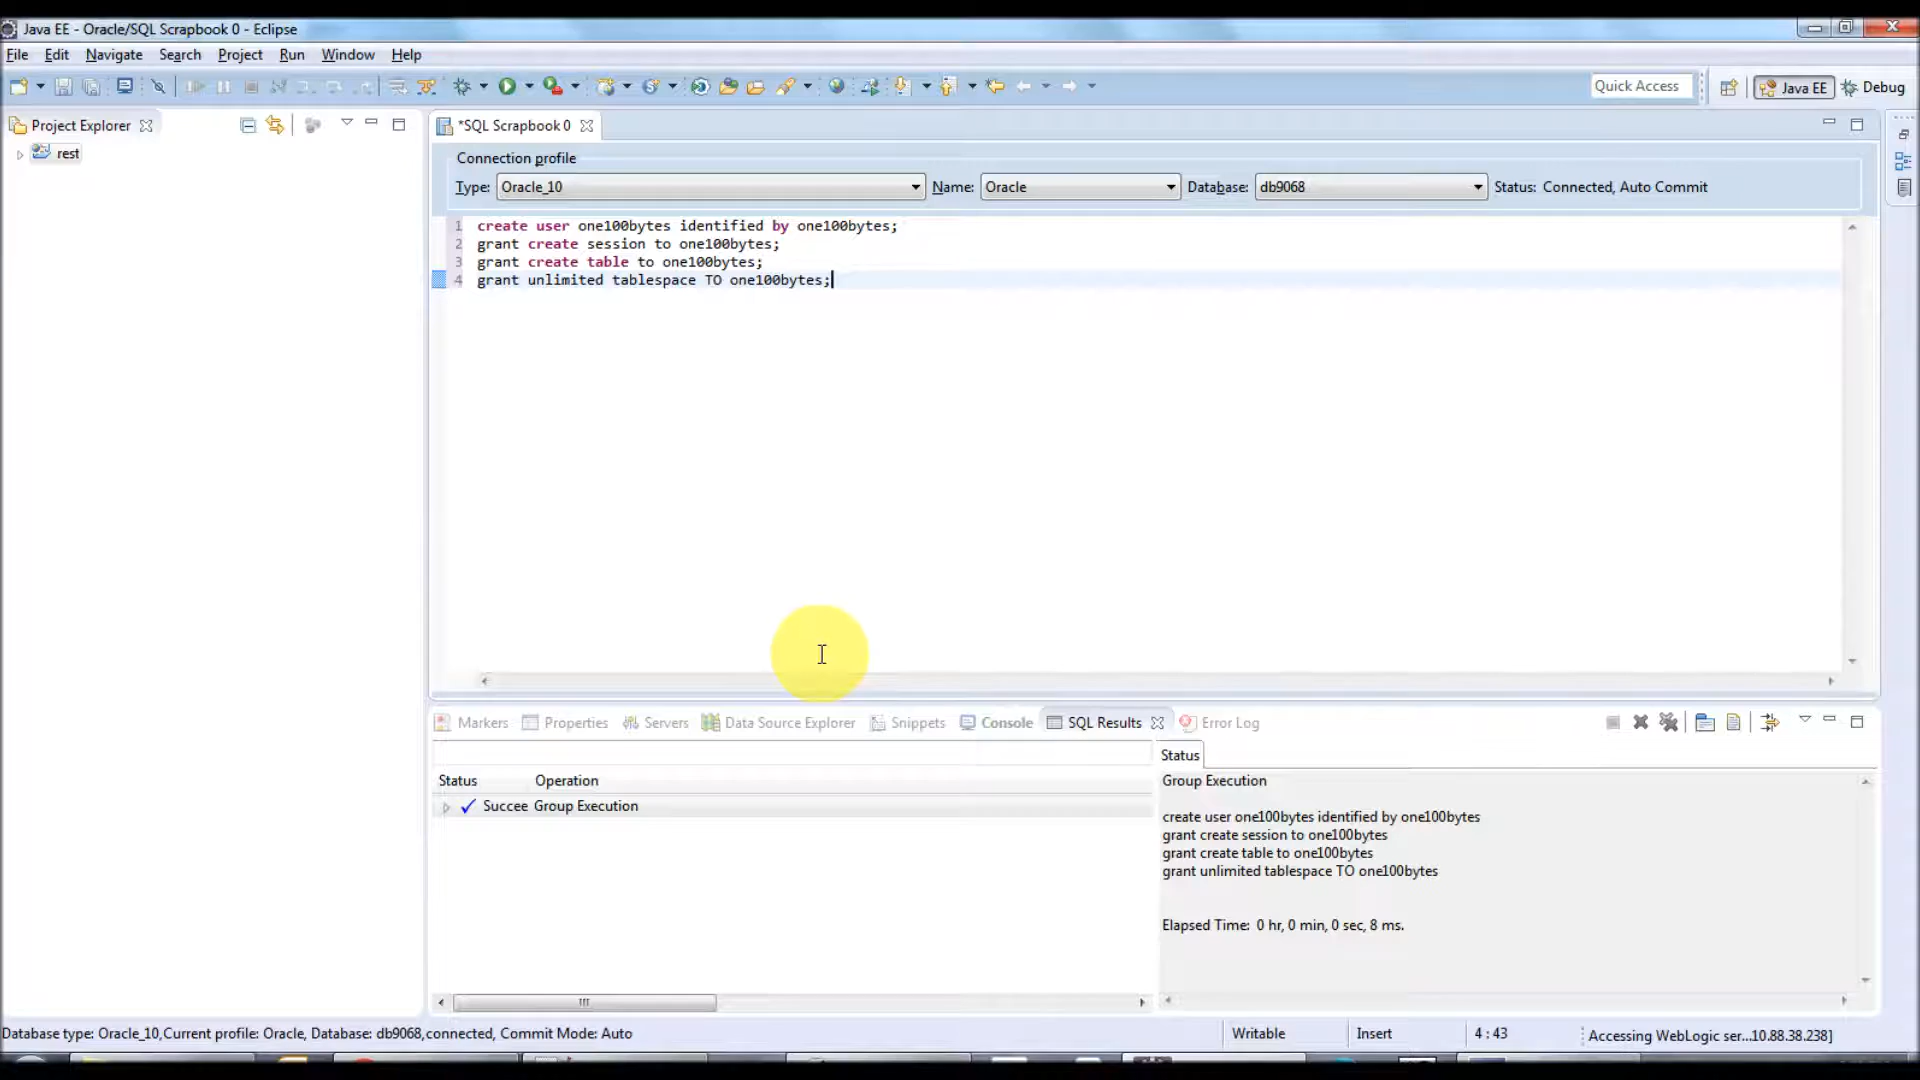 Java EE - Oracle/SQL Scrapbook 0 - Eclipse
File Edit Navigate Search Project Run Window Help
Quick Access
Java EE
Debug
Project Explorer
*SQL Scrapbook 0
rest
Connection profile
Type: Oracle_10 Name: Oracle Database: db9068 Status: Connected, Auto Commit
1 create user one100bytes identified by one100bytes;
2 grant create session to one100bytes;
3 grant create table to one100bytes;
4 grant unlimited tablespace TO one100bytes;
Markers Properties Servers Data Source Explorer Snippets Console SQL Results Error Log
Status Operation
Succee Group Execution
Status
Group Execution
create user one100bytes identified by one100bytes
grant create session to one100bytes
grant create table to one100bytes
grant unlimited tablespace TO one100bytes
Elapsed Time: 0 hr, 0 min, 0 sec, 8 ms.
Database type: Oracle_10,Current profile: Oracle, Database: db9068,connected, Commit Mode: Auto
Writable
Insert
4 : 43
Accessing WebLogic ser...10.88.38.238]